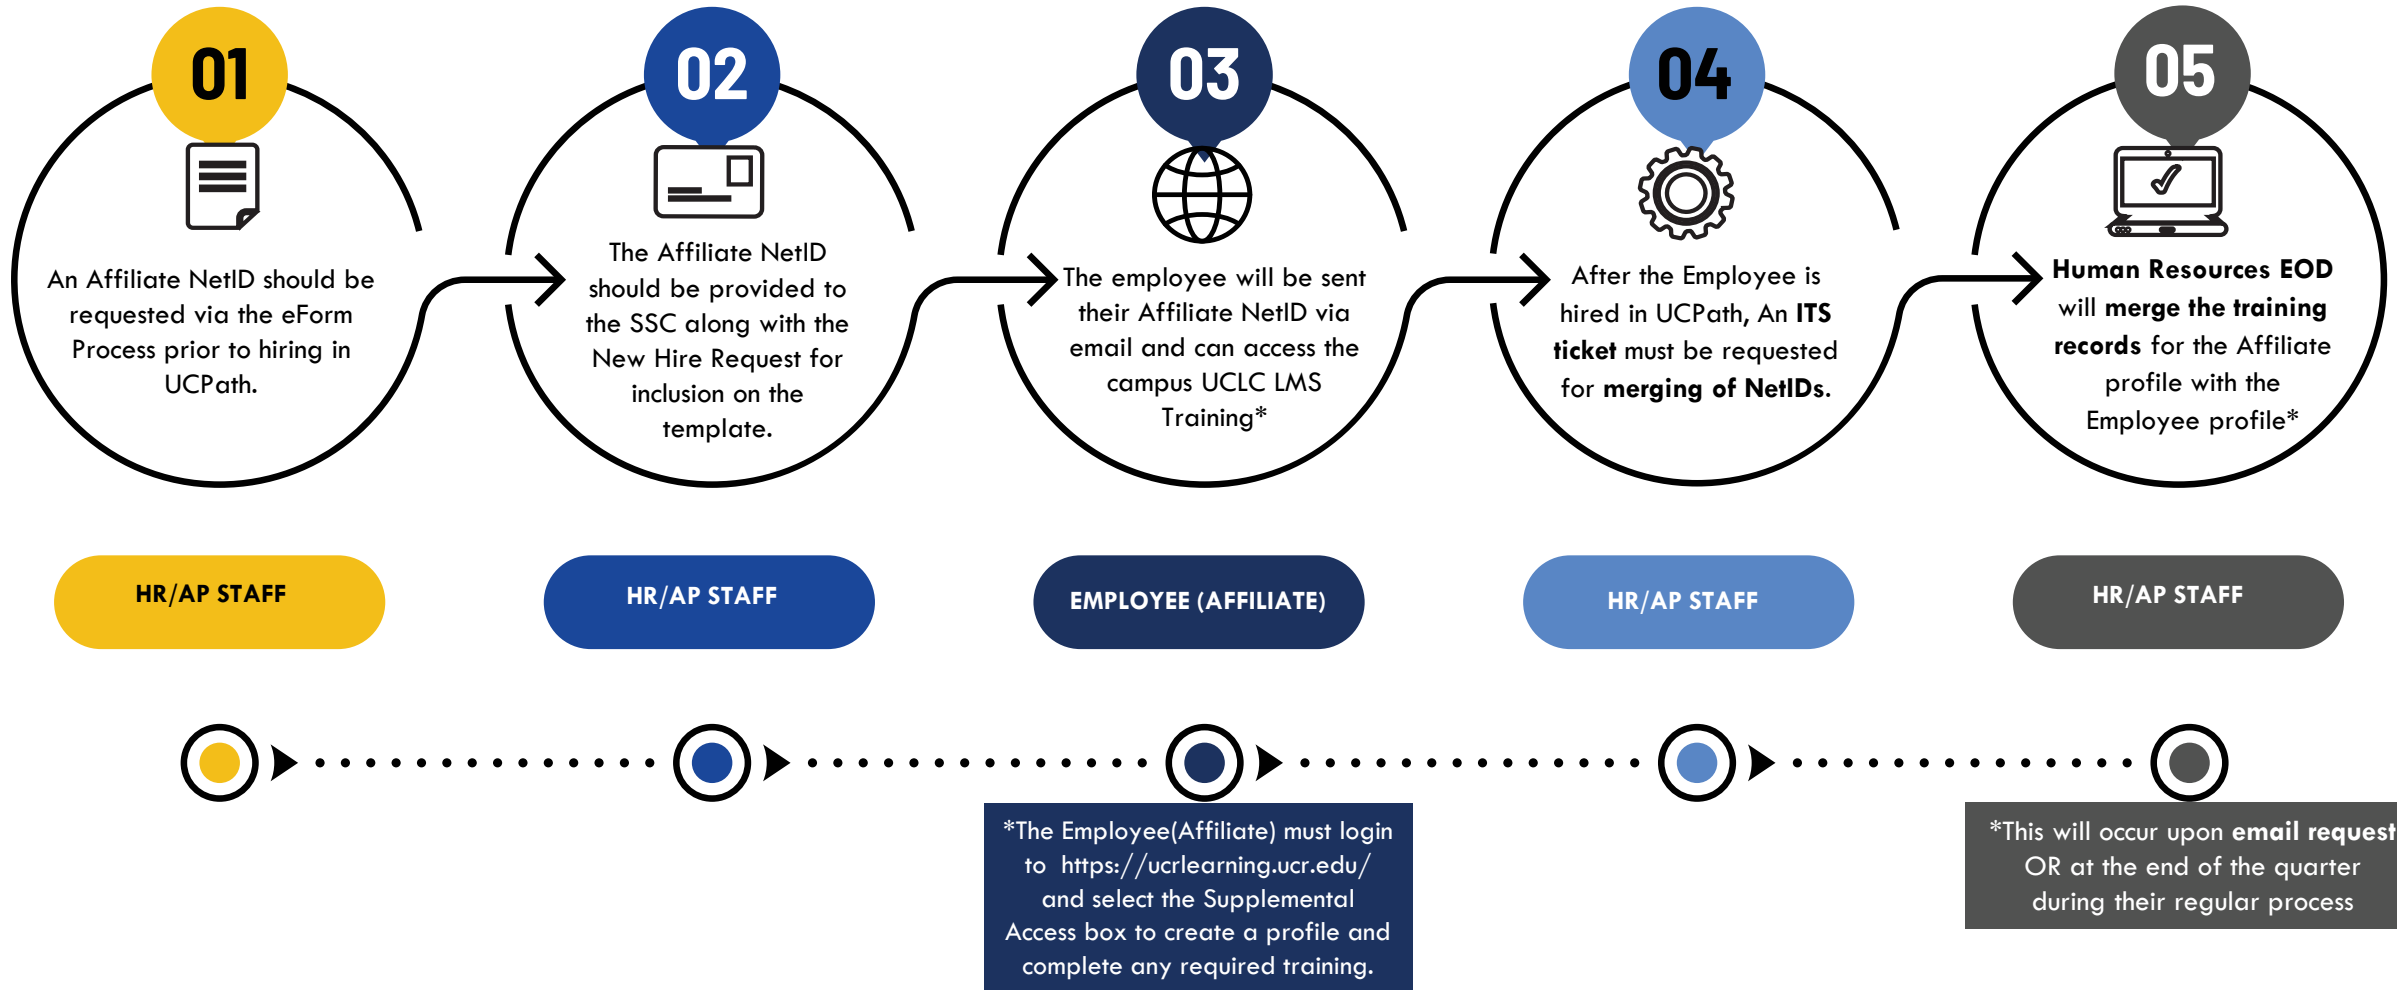 01
An Affiliate NetID should be
requested via the eForm
Process prior to hiring in
UCPath.
02
The Affiliate NetID
should be provided to
the SSC along with the
New Hire Request for
inclusion on the
template.
03
The employee will be sent
their Affiliate NetID via
email and can access the
campus UCLC LMS
Training*
04
After the Employee is
hired in UCPath, An ITS
ticket must be requested
for merging of NetIDs.
05
Human Resources EOD
will merge the training
records for the Affiliate
profile with the
Employee profile*
HR/AP STAFF
HR/AP STAFF
EMPLOYEE (AFFILIATE)
HR/AP STAFF
HR/AP STAFF
*The Employee(Affiliate) must login
to https://ucrlearning.ucr.edu/
and select the Supplemental
Access box to create a profile and
complete any required training.
*This will occur upon email request
OR at the end of the quarter
during their regular process